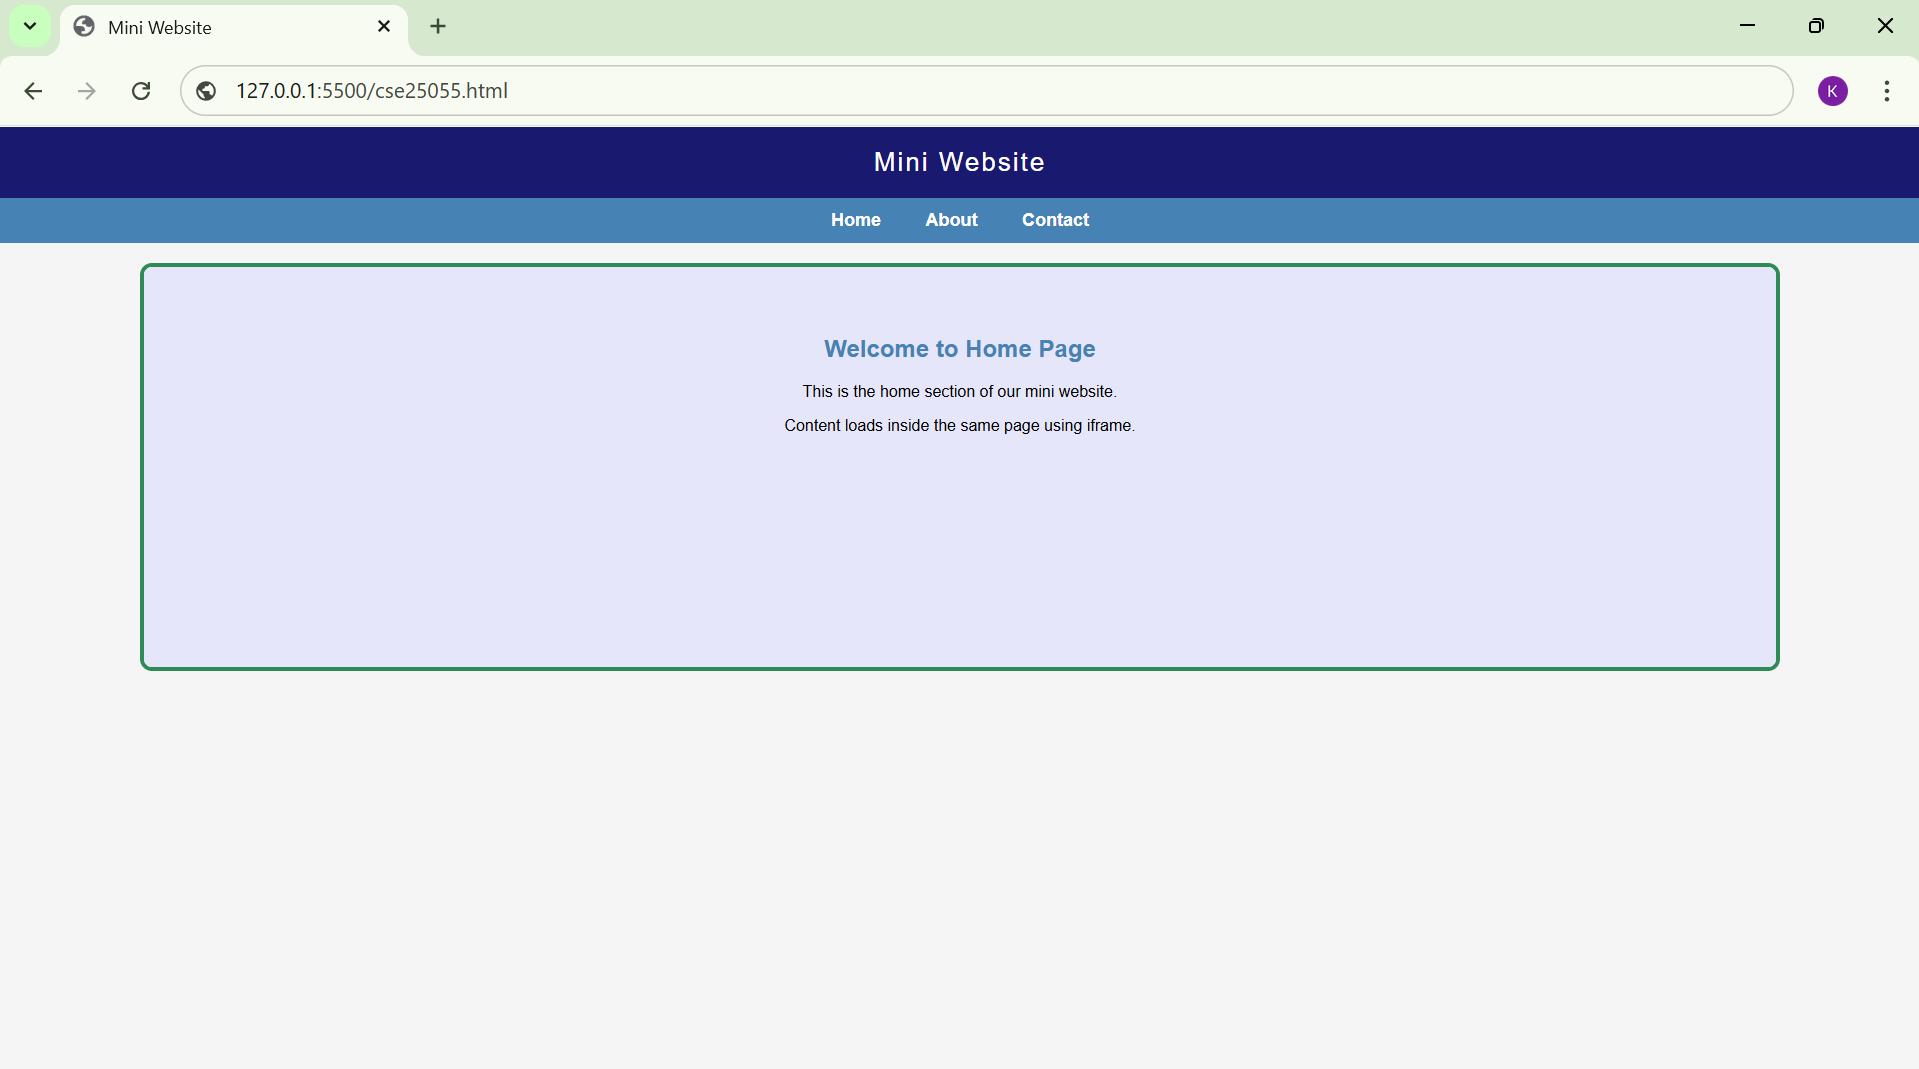 Mini Website
127.0.0.1:5500/cse25055.html
K
Mini Website
Home About Contact
Welcome to Home Page
This is the home section of our mini website.
Content loads inside the same page using iframe.